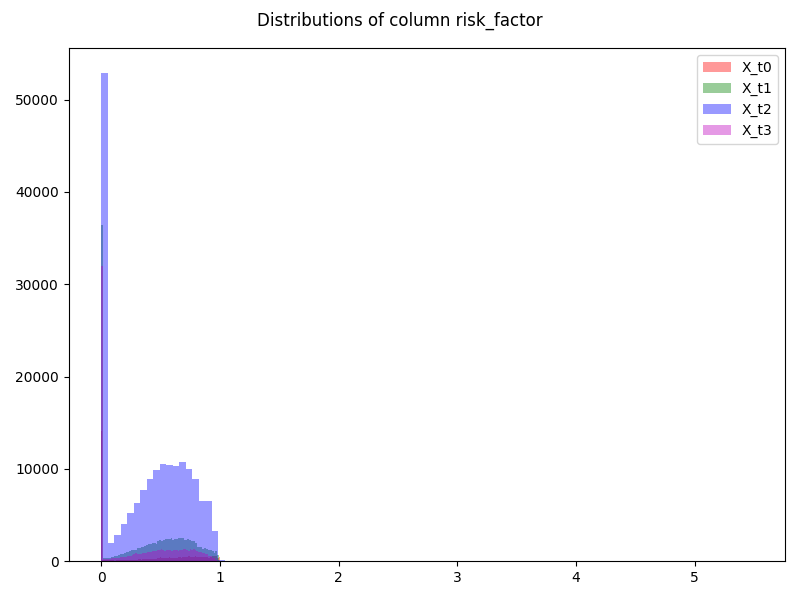 Distributions of column risk_factor
X_t0
X_t1
X_t2
X_t3
50000
40000
30000
20000
10000
0
0 1 2 3 4 5